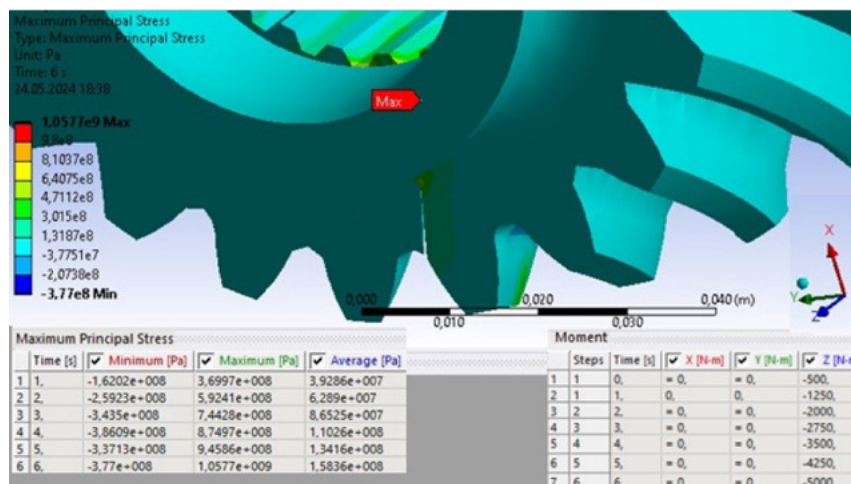 Maximum Principal Stress
Type: Maximum Principal Stress
Unit: Pa
Time: 6 s
24.05.2024 18:38
1,0577e9 Max
9,8e8
8,1037e8
6,4075e8
4,7112e8
3,015e8
1,3187e8
-3,7751e7
-2,0738e8
-3,77e8 Min
Max
X
Y
Z
0,000 0,020 0,040 (m)
0,010 0,030
Maximum Principal Stress
Time [s] Minimum [Pa] Maximum [Pa] Average [Pa]
1 1, -1,6202e+008 3,6997e+008 3,9286e+007
2 2, -2,5923e+008 5,9241e+008 6,289e+007
3 3, -3,435e+008 7,4428e+008 8,6525e+007
4 4, -3,8609e+008 8,7497e+008 1,1026e+008
5 5, -3,3713e+008 9,4586e+008 1,3416e+008
6 6, -3,77e+008 1,0577e+009 1,5836e+008
Moment
Steps Time [s] X [N·m] Y [N·m] Z [N·
1 1 0, = 0, = 0, -500,
2 1 1, 0, 0, -1250,
3 2 2, = 0, = 0, -2000,
4 3 3, = 0, = 0, -2750,
5 4 4, = 0, = 0, -3500,
6 5 5, = 0, = 0, -4250,
7 6 6, = 0, = 0, -5000,